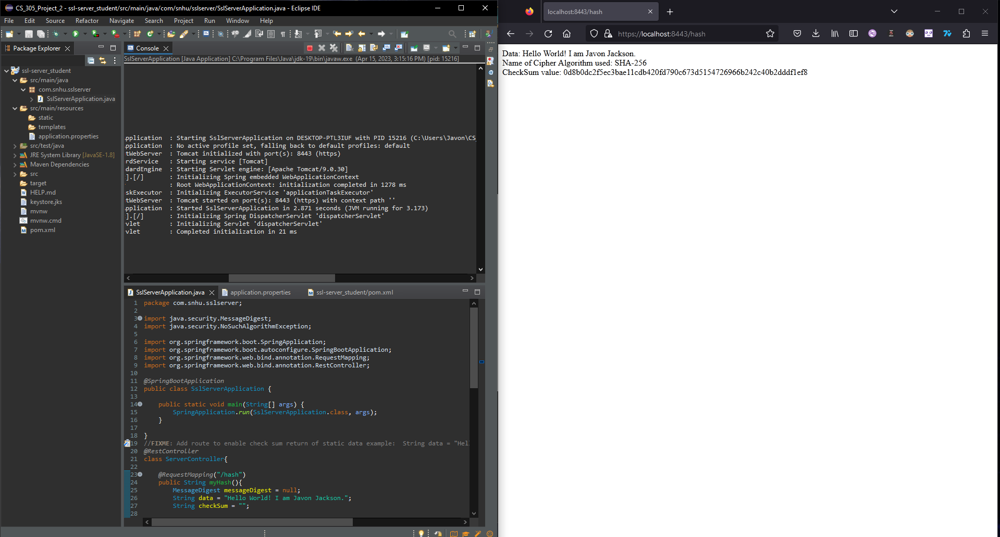 CS_305_Project_2 - ssl-server_student/src/main/java/com/snhu/sslserver/SslServerApplication.java - Eclipse IDE
File Edit Source Refactor Navigate Search Project Run Window Help
Package Explorer
ssl-server_student
src/main/java
com.snhu.sslserver
SslServerApplication.java
src/main/resources
static
templates
application.properties
src/test/java
JRE System Library [JavaSE-1.8]
Maven Dependencies
src
target
HELP.md
keystore.jks
mvnw
mvnw.cmd
pom.xml
Console
SslServerApplication [Java Application] C:\Program Files\Java\jdk-19\bin\javaw.exe (Apr 15, 2023, 3:15:16 PM) [pid: 15216]
pplication : Starting SslServerApplication on DESKTOP-PTL3IUF with PID 15216 (C:\Users\Javon\CS_
pplication : No active profile set, falling back to default profiles: default
tWebServer : Tomcat initialized with port(s): 8443 (https)
rdService : Starting service [Tomcat]
dardEngine : Starting Servlet engine: [Apache Tomcat/9.0.30]
].[/] : Initializing Spring embedded WebApplicationContext
: Root WebApplicationContext: initialization completed in 1278 ms
skExecutor : Initializing ExecutorService 'applicationTaskExecutor'
tWebServer : Tomcat started on port(s): 8443 (https) with context path ''
pplication : Started SslServerApplication in 2.871 seconds (JVM running for 3.173)
].[/] : Initializing Spring DispatcherServlet 'dispatcherServlet'
vlet : Initializing Servlet 'dispatcherServlet'
vlet : Completed initialization in 21 ms
SslServerApplication.java application.properties ssl-server_student/pom.xml
1 package com.snhu.sslserver;
2
3 import java.security.MessageDigest;
4 import java.security.NoSuchAlgorithmException;
5
6 import org.springframework.boot.SpringApplication;
7 import org.springframework.boot.autoconfigure.SpringBootApplication;
8 import org.springframework.web.bind.annotation.RequestMapping;
9 import org.springframework.web.bind.annotation.RestController;
10
11 @SpringBootApplication
12 public class SslServerApplication {
13
14 public static void main(String[] args) {
15 SpringApplication.run(SslServerApplication.class, args);
16 }
17
18 }
19 //FIXME: Add route to enable check sum return of static data example: String data = "Hel
20 @RestController
21 class ServerController{
22
23 @RequestMapping("/hash")
24 public String myHash(){
25 MessageDigest messageDigest = null;
26 String data = "Hello World! I am Javon Jackson.";
27 String checkSum = "";
28
localhost:8443/hash
https://localhost:8443/hash
Data: Hello World! I am Javon Jackson.
Name of Cipher Algorithm used: SHA-256
CheckSum value: 0d8b0dc2f5ec3bae11cdb420fd790c673d5154726966b242c40b2dddf1ef8